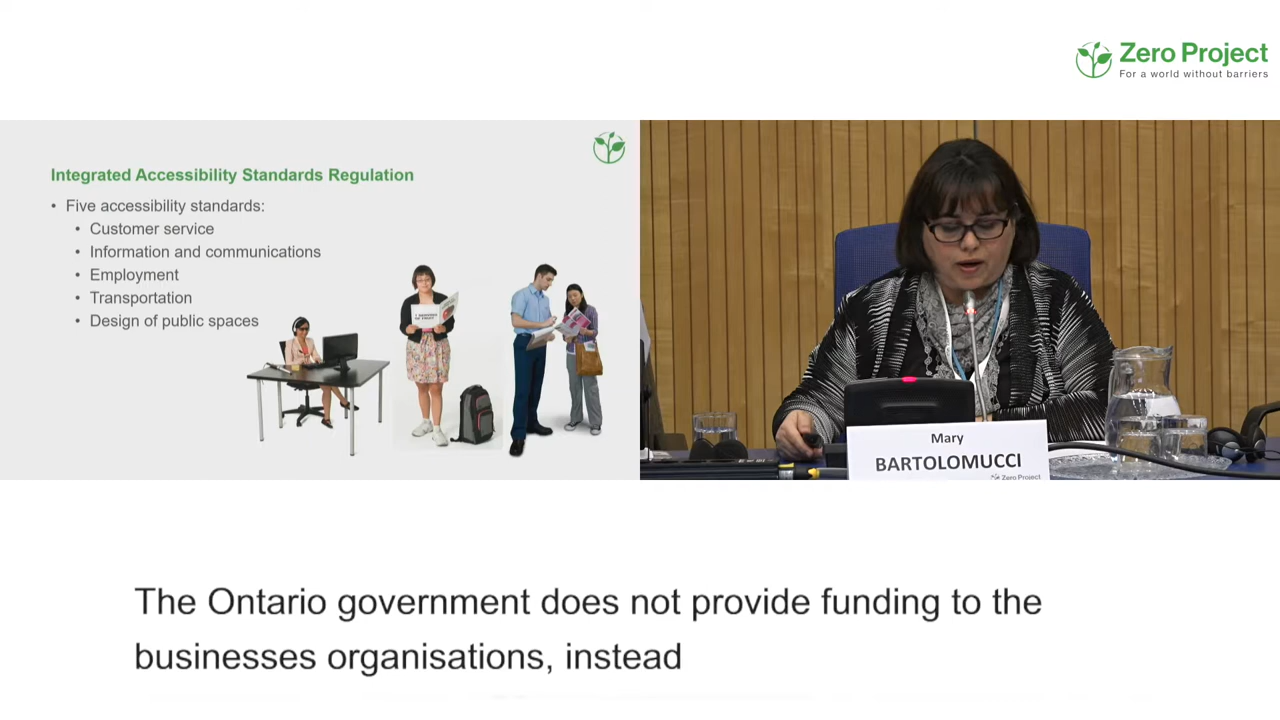 Zero Project
For a world without barriers
Integrated Accessibility Standards Regulation
• Five accessibility standards:
• Customer service
• Information and communications
• Employment
• Transportation
• Design of public spaces
Mary
BARTOLOMUCCI
Zero Project
The Ontario government does not provide funding to the
businesses organisations, instead